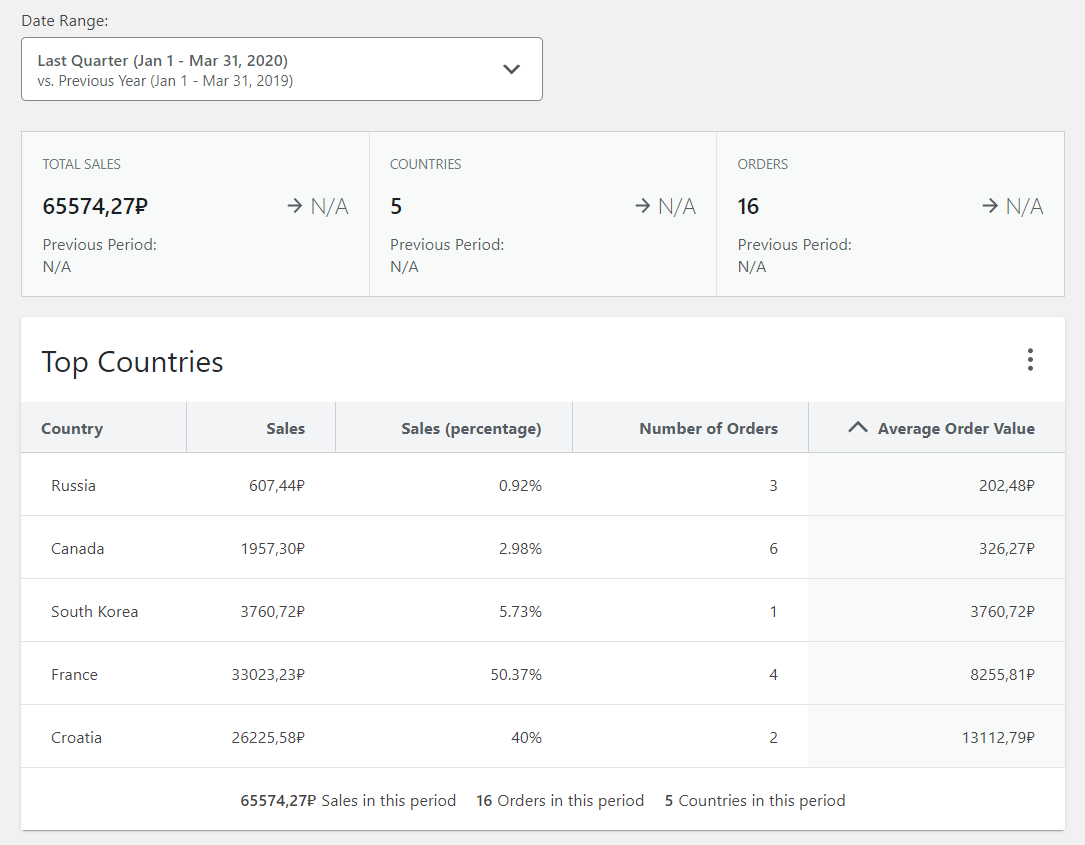 Date Range:
Last Quarter (Jan 1 - Mar 31, 2020)
vs. Previous Year (Jan 1 - Mar 31, 2019)
TOTAL SALES COUNTRIES ORDERS
65574,27₽ → N/A 5 → N/A 16 → N/A
Previous Period: Previous Period: Previous Period:
N/A N/A N/A
Top Countries
Country Sales Sales (percentage) Number of Orders Average Order Value
Russia 607,44₽ 0.92% 3 202,48₽
Canada 1957,30₽ 2.98% 6 326,27₽
South Korea 3760,72₽ 5.73% 1 3760,72₽
France 33023,23₽ 50.37% 4 8255,81₽
Croatia 26225,58₽ 40% 2 13112,79₽
65574,27₽ Sales in this period 16 Orders in this period 5 Countries in this period